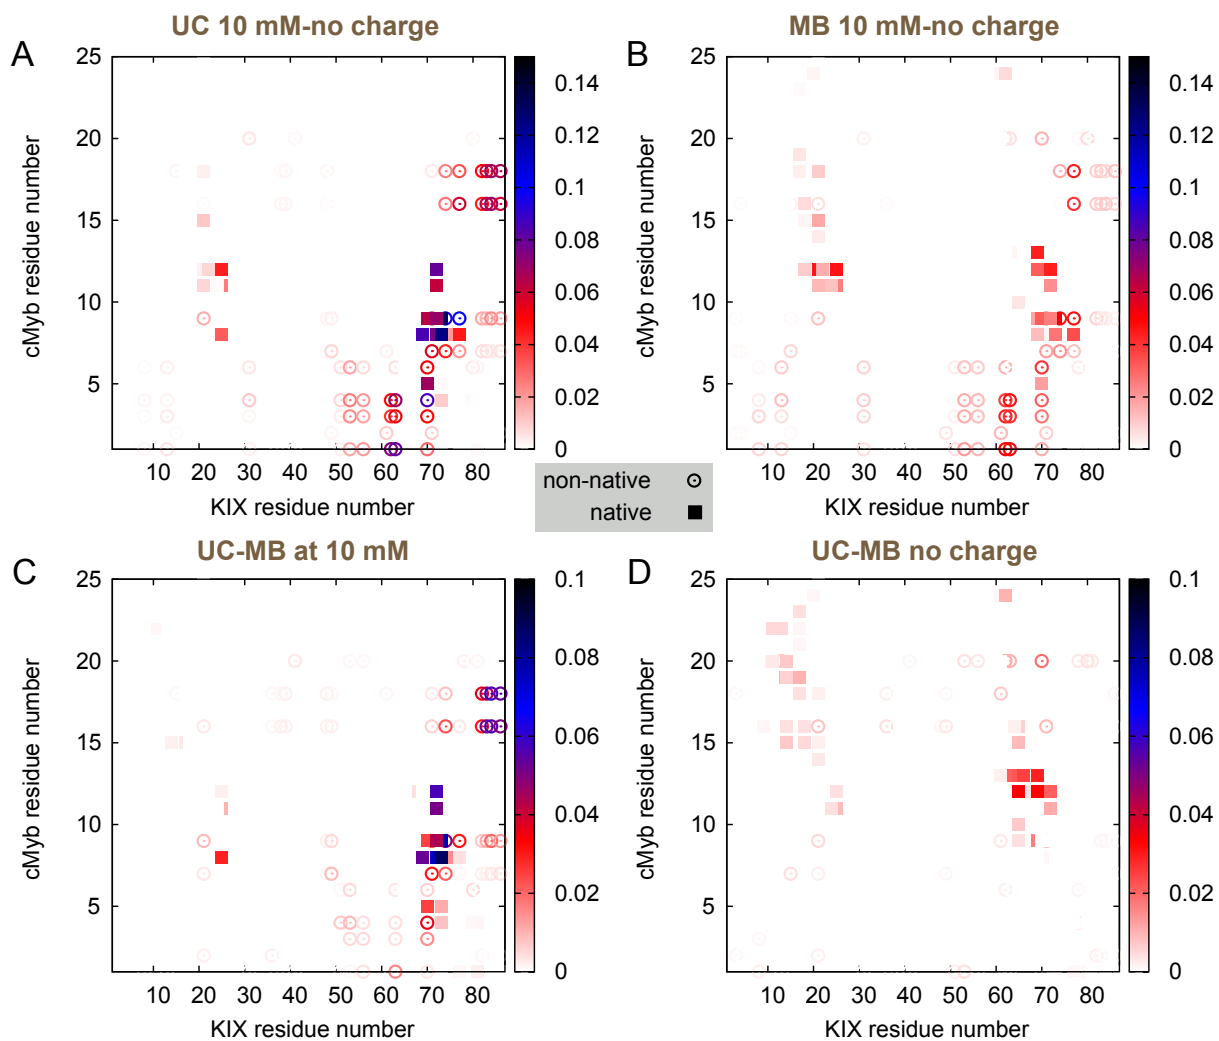 UC 10 mM-no charge
MB 10 mM-no charge
A
B
25
20
15
10
5
cMyb residue number
10 20 30 40 50 60 70 80
KIX residue number
0.14
0.12
0.1
0.08
0.06
0.04
0.02
0
25
20
15
10
5
cMyb residue number
10 20 30 40 50 60 70 80
KIX residue number
0.14
0.12
0.1
0.08
0.06
0.04
0.02
0
non-native
native
UC-MB at 10 mM
UC-MB no charge
C
D
25
20
15
10
5
cMyb residue number
10 20 30 40 50 60 70 80
KIX residue number
0.1
0.08
0.06
0.04
0.02
0
25
20
15
10
5
cMyb residue number
10 20 30 40 50 60 70 80
KIX residue number
0.1
0.08
0.06
0.04
0.02
0